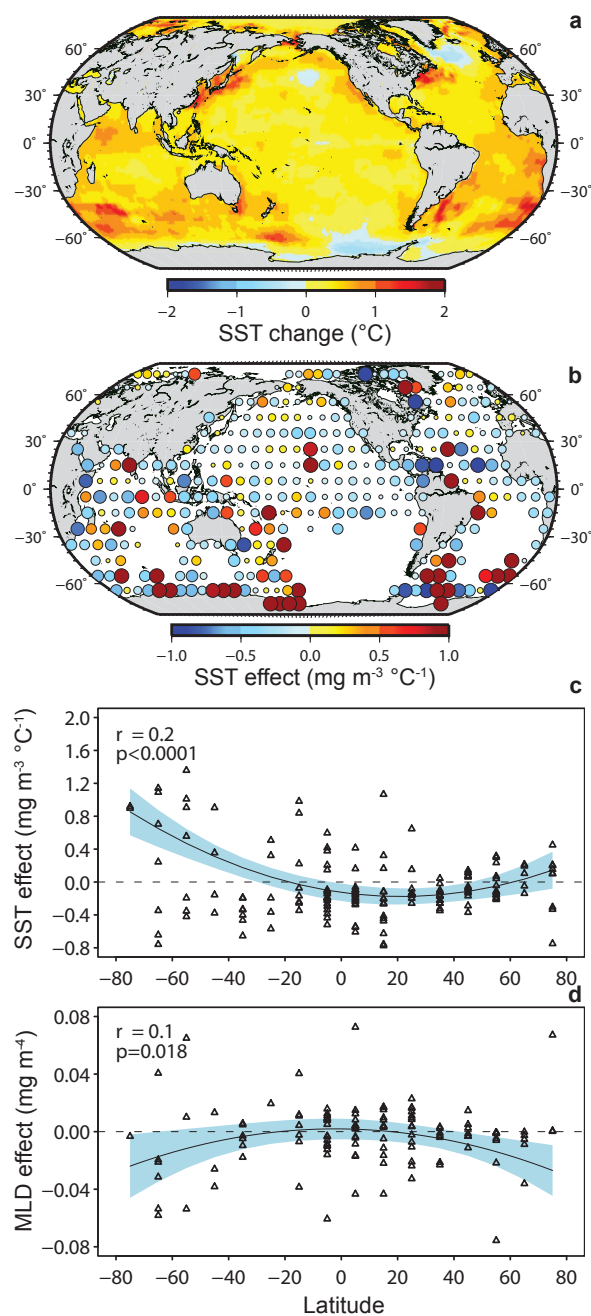 a
60° 60°
30° 30°
0° 0°
−30° −30°
−60° −60°
−2 −1 0 1 2
SST change (°C)
b
60° 60°
30° 30°
0° 0°
−30° −30°
−60° −60°
−1.0 −0.5 0.0 0.5 1.0
SST effect (mg m⁻³ °C⁻¹)
c
SST effect (mg m⁻³ °C⁻¹)
r = 0.2
p<0.0001
2.0
1.6
1.2
0.8
0.4
0.0
−0.4
−0.8
−80 −60 −40 −20 0 20 40 60 80
d
MLD effect (mg m⁻⁴)
r = 0.1
p=0.018
0.08
0.04
0.00
−0.04
−0.08
−80 −60 −40 −20 0 20 40 60 80
Latitude